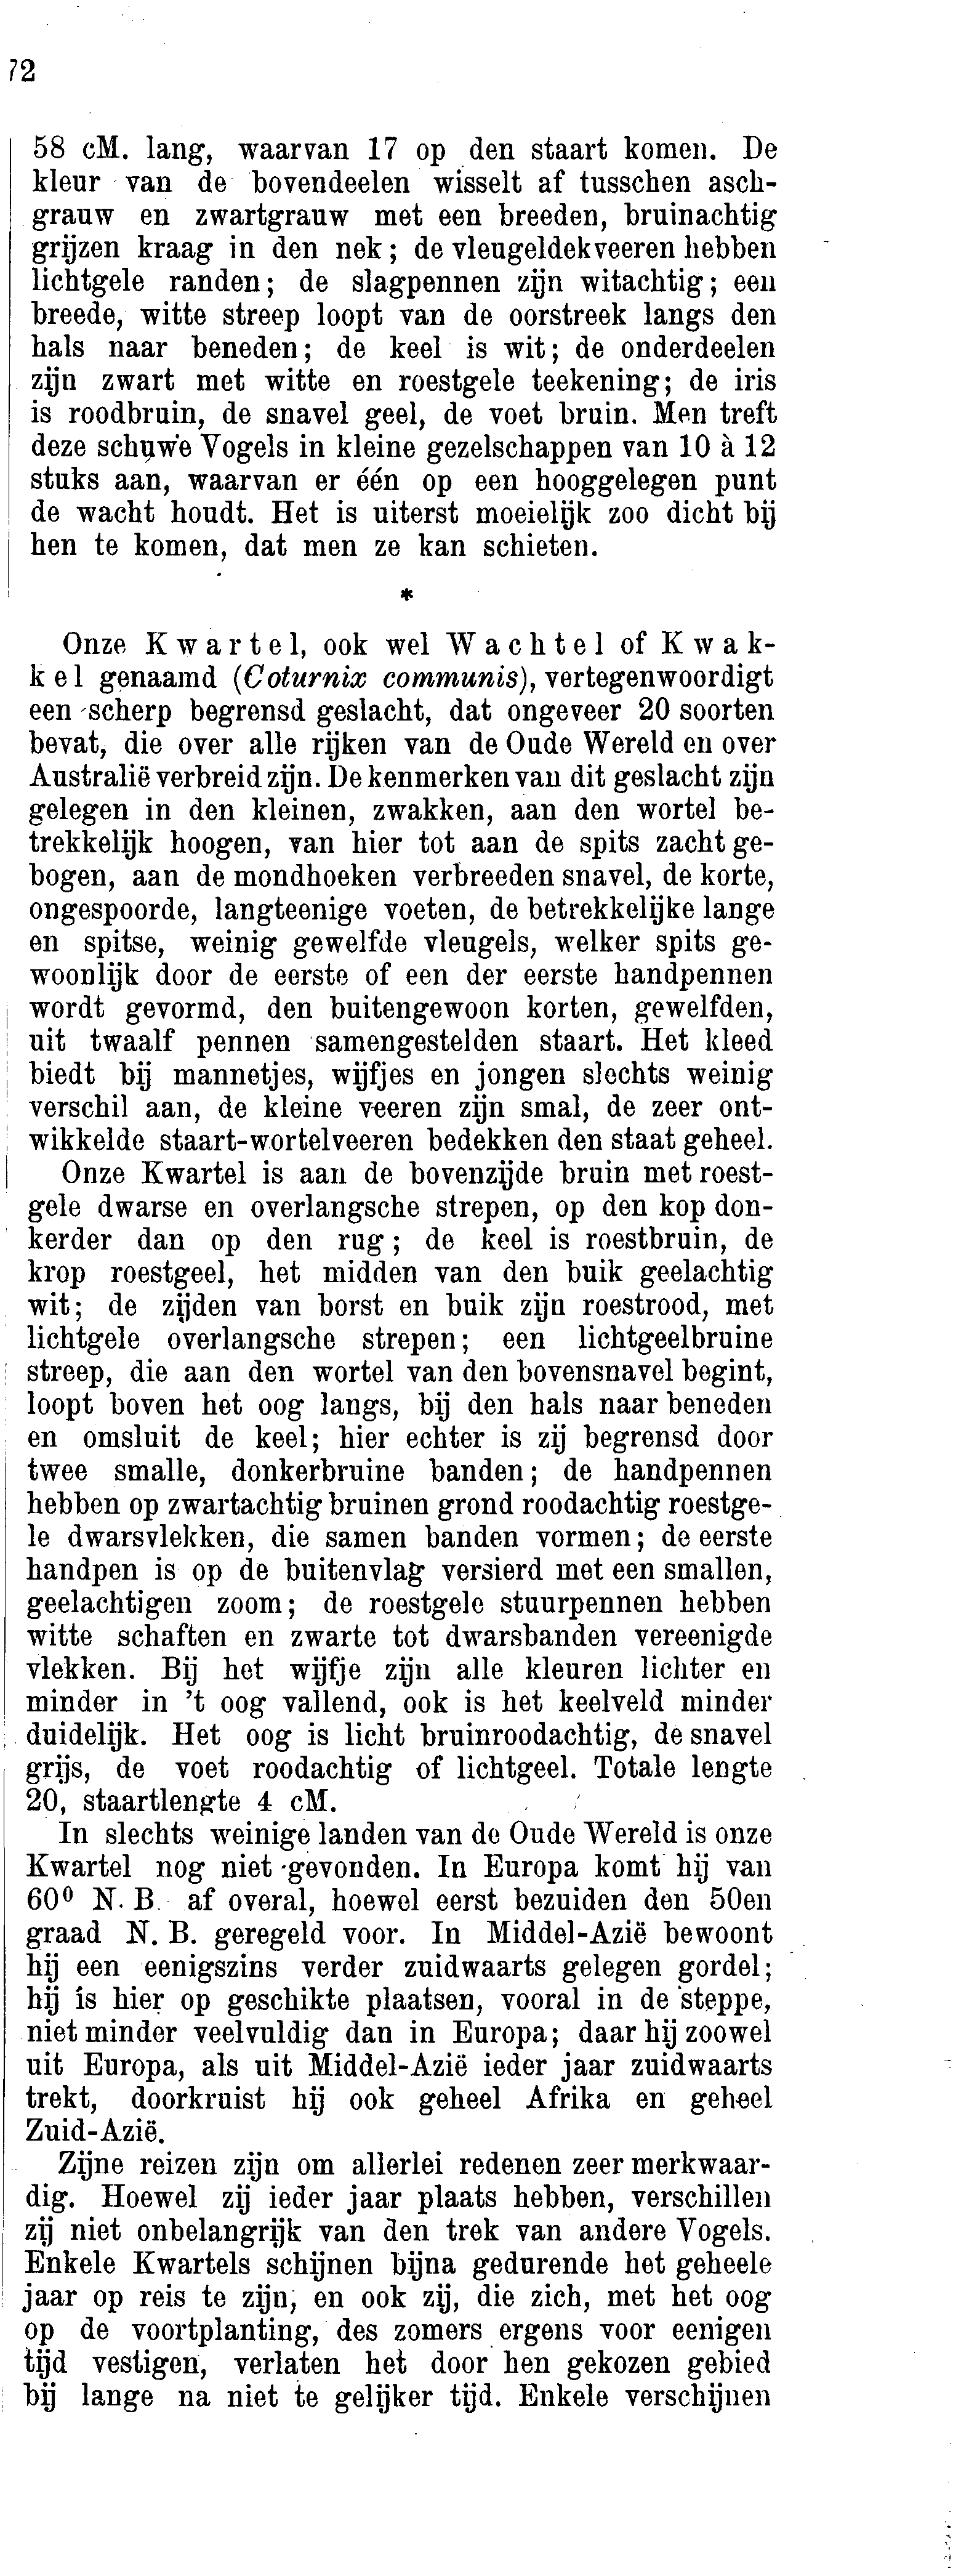 72
58 cM. lang, waarvan 17 op den staart komen. De
kleur van de bovendeelen wisselt af tusschen asch-
grauw en zwartgrauw met een breeden, bruinachtig
grijzen kraag in den nek; de vleugeldekveeren hebben
lichtgele randen; de slagpennen zijn witachtig; een
breede, witte streep loopt van de oorstreek langs den
hals naar beneden; de keel is wit; de onderdeelen
zijn zwart met witte en roestgele teekening; de iris
is roodbruin, de snavel geel, de voet bruin. Men treft
deze schuwe Vogels in kleine gezelschappen van 10 à 12
stuks aan, waarvan er één op een hooggelegen punt
de wacht houdt. Het is uiterst moeielijk zoo dicht bij
hen te komen, dat men ze kan schieten.
*
Onze Kwartel, ook wel Wachtel of Kwak-
kel genaamd (Coturnix communis), vertegenwoordigt
een scherp begrensd geslacht, dat ongeveer 20 soorten
bevat, die over alle rijken van de Oude Wereld en over
Australië verbreid zijn. De kenmerken van dit geslacht zijn
gelegen in den kleinen, zwakken, aan den wortel be-
trekkelijk hoogen, van hier tot aan de spits zacht ge-
bogen, aan de mondhoeken verbreeden snavel, de korte,
ongespoorde, langteenige voeten, de betrekkelijke lange
en spitse, weinig gewelfde vleugels, welker spits ge-
woonlijk door de eerste of een der eerste handpennen
wordt gevormd, den buitengewoon korten, gewelfden,
uit twaalf pennen samengestelden staart. Het kleed
biedt bij mannetjes, wijfjes en jongen slechts weinig
verschil aan, de kleine veeren zijn smal, de zeer ont-
wikkelde staart-wortelveeren bedekken den staat geheel.
Onze Kwartel is aan de bovenzijde bruin met roest-
gele dwarse en overlangsche strepen, op den kop don-
kerder dan op den rug; de keel is roestbruin, de
krop roestgeel, het midden van den buik geelachtig
wit; de zijden van borst en buik zijn roestrood, met
lichtgele overlangsche strepen; een lichtgeelbruine
streep, die aan den wortel van den bovensnavel begint,
loopt boven het oog langs, bij den hals naar beneden
en omsluit de keel; hier echter is zij begrensd door
twee smalle, donkerbruine banden; de handpennen
hebben op zwartachtig bruinen grond roodachtig roestge-
le dwarsvlekken, die samen banden vormen; de eerste
handpen is op de buitenvlag versierd met een smallen,
geelachtigen zoom; de roestgele stuurpennen hebben
witte schaften en zwarte tot dwarsbanden vereenigde
vlekken. Bij het wijfje zijn alle kleuren lichter en
minder in 't oog vallend, ook is het keelveld minder
duidelijk. Het oog is licht bruinroodachtig, de snavel
grijs, de voet roodachtig of lichtgeel. Totale lengte
20, staartlengte 4 cM.
In slechts weinige landen van de Oude Wereld is onze
Kwartel nog niet gevonden. In Europa komt hij van
60⁰ N. B. af overal, hoewel eerst bezuiden den 50en
graad N. B. geregeld voor. In Middel-Azië bewoont
hij een eenigszins verder zuidwaarts gelegen gordel;
hij is hier op geschikte plaatsen, vooral in de steppe,
niet minder veelvuldig dan in Europa; daar hij zoowel
uit Europa, als uit Middel-Azië ieder jaar zuidwaarts
trekt, doorkruist hij ook geheel Afrika en geheel
Zuid-Azië.
Zijne reizen zijn om allerlei redenen zeer merkwaar-
dig. Hoewel zij ieder jaar plaats hebben, verschillen
zij niet onbelangrijk van den trek van andere Vogels.
Enkele Kwartels schijnen bijna gedurende het geheele
jaar op reis te zijn, en ook zij, die zich, met het oog
op de voortplanting, des zomers ergens voor eenigen
tijd vestigen, verlaten het door hen gekozen gebied
bij lange na niet te gelijker tijd. Enkele verschijnen